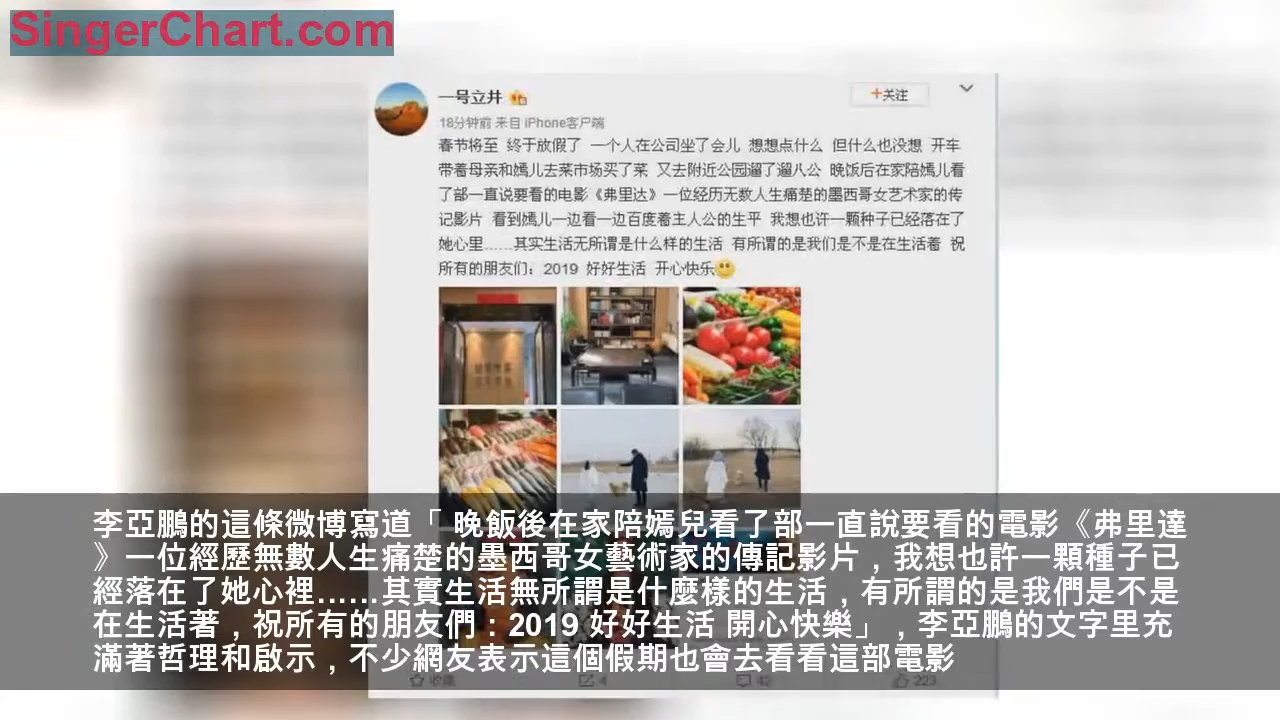 SingerChart.com
一号立井
+关注
18分钟前 来自 iPhone客户端
春节将至 终于放假了 一个人在公司坐了会儿 想想点什么 但什么也没想 开车
带着母亲和嫣儿去菜市场买了菜 又去附近公园遛了遛八公 晚饭后在家陪嫣儿看
了部一直说要看的电影《弗里达》一位经历无数人生痛楚的墨西哥女艺术家的传
记影片 看到嫣儿一边看一边百度着主人公的生平 我想也许一颗种子已经落在了
她心里……其实生活无所谓是什么样的生活 有所谓的是我们是不是在生活着 祝
所有的朋友们：2019 好好生活 开心快乐
李亞鵬的這條微博寫道「 晚飯後在家陪嫣兒看了部一直說要看的電影《弗里達
》一位經歷無數人生痛楚的墨西哥女藝術家的傳記影片，我想也許一顆種子已
經落在了她心裡……其實生活無所謂是什麼樣的生活，有所謂的是我們是不是
在生活著，祝所有的朋友們：2019 好好生活 開心快樂」，李亞鵬的文字里充
滿著哲理和啟示，不少網友表示這個假期也會去看看這部電影
收藏 4 42 223